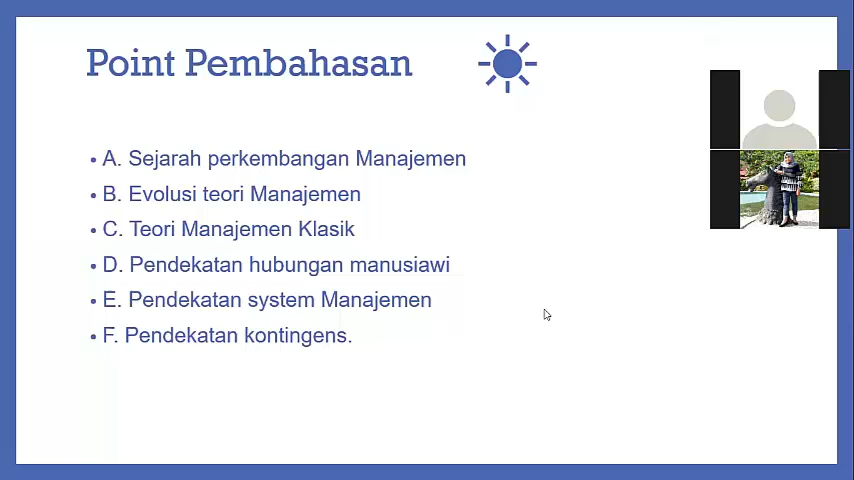 Point Pembahasan
• A. Sejarah perkembangan Manajemen
• B. Evolusi teori Manajemen
• C. Teori Manajemen Klasik
• D. Pendekatan hubungan manusiawi
• E. Pendekatan system Manajemen
• F. Pendekatan kontingens.